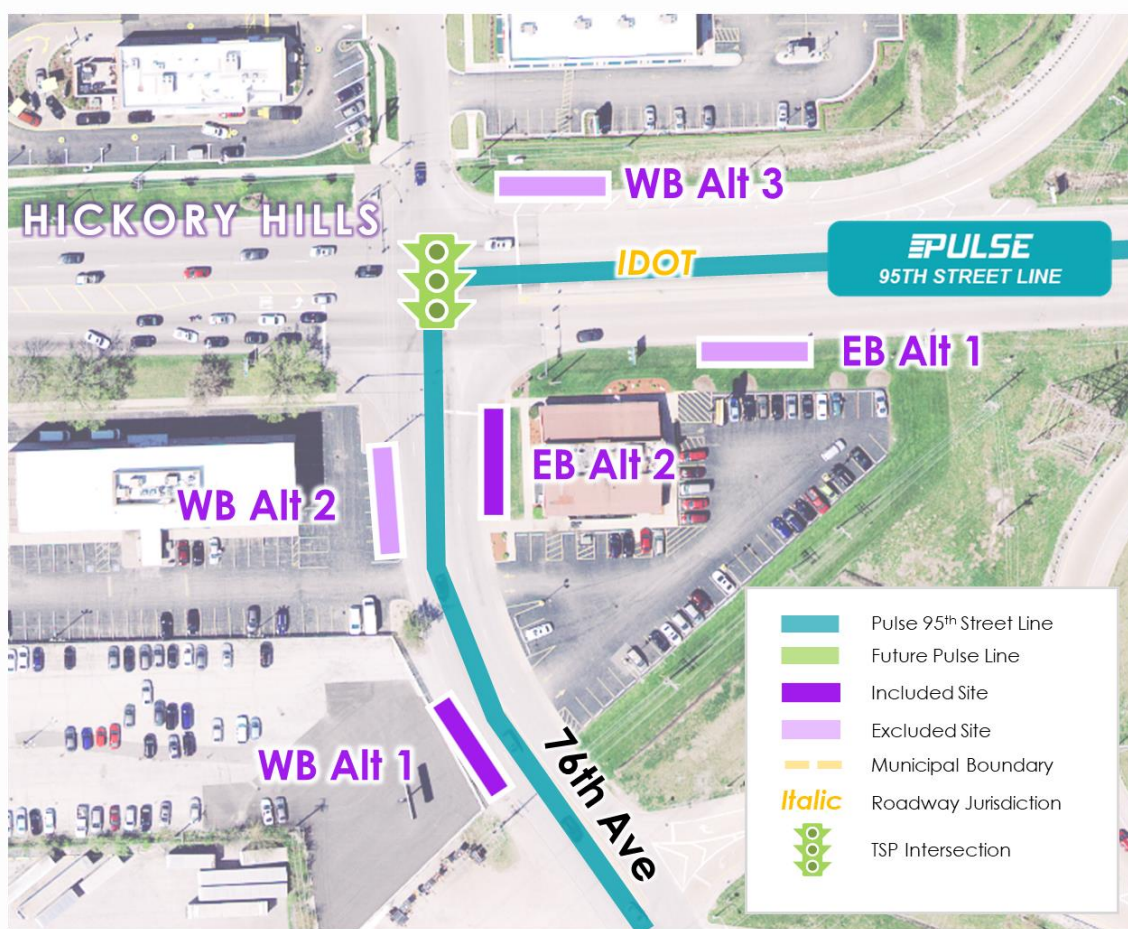 WB Alt 3
HICKORY HILLS
IDOT
PULSE
95TH STREET LINE
EB Alt 1
EB Alt 2
WB Alt 2
WB Alt 1
76th Ave
Pulse 95th Street Line
Future Pulse Line
Included Site
Excluded Site
Municipal Boundary
Italic Roadway Jurisdiction
TSP Intersection